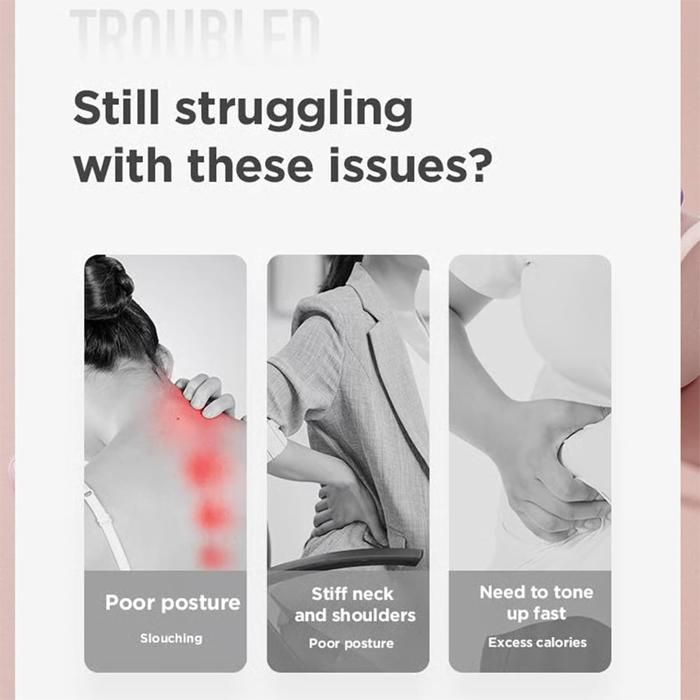 TROUBLED
Still struggling
with these issues?
Poor posture
Slouching
Stiff neck
and shoulders
Poor posture
Need to tone
up fast
Excess calories